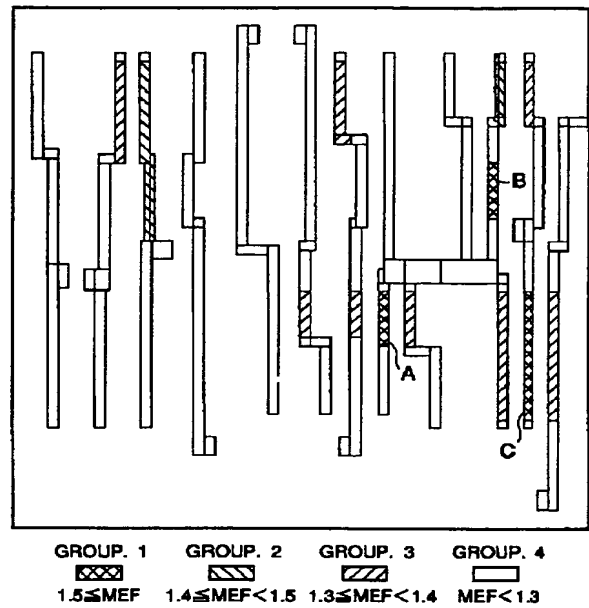 B
A
C
GROUP. 1 GROUP. 2 GROUP. 3 GROUP. 4
1.5≦MEF 1.4≦MEF<1.5 1.3≦MEF<1.4 MEF<1.3